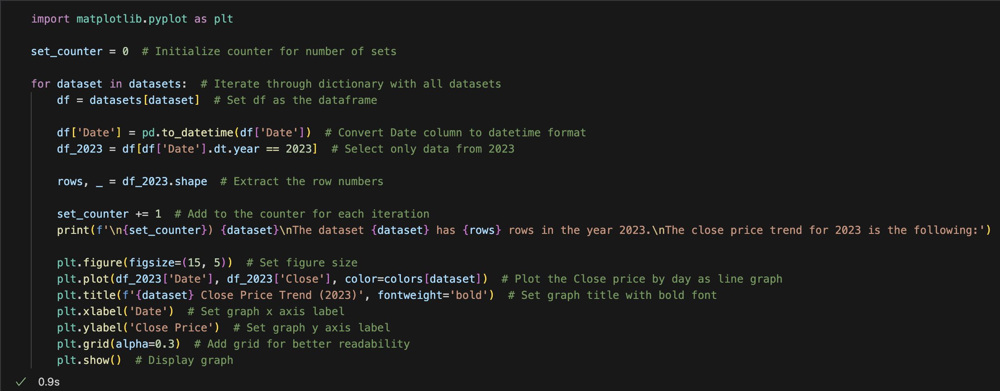 import matplotlib.pyplot as plt
set_counter = 0  # Initialize counter for number of sets
for dataset in datasets:  # Iterate through dictionary with all datasets
    df = datasets[dataset]  # Set df as the dataframe
    df['Date'] = pd.to_datetime(df['Date'])  # Convert Date column to datetime format
    df_2023 = df[df['Date'].dt.year == 2023]  # Select only data from 2023
    rows, _ = df_2023.shape  # Extract the row numbers
    set_counter += 1  # Add to the counter for each iteration
    print(f'\n{set_counter}) {dataset}\nThe dataset {dataset} has {rows} rows in the year 2023.\nThe close price trend for 2023 is the following:')
    plt.figure(figsize=(15, 5))  # Set figure size
    plt.plot(df_2023['Date'], df_2023['Close'], color=colors[dataset])  # Plot the Close price by day as line graph
    plt.title(f'{dataset} Close Price Trend (2023)', fontweight='bold')  # Set graph title with bold font
    plt.xlabel('Date')  # Set graph x axis label
    plt.ylabel('Close Price')  # Set graph y axis label
    plt.grid(alpha=0.3)  # Add grid for better readability
    plt.show()  # Display graph
✓ 0.9s